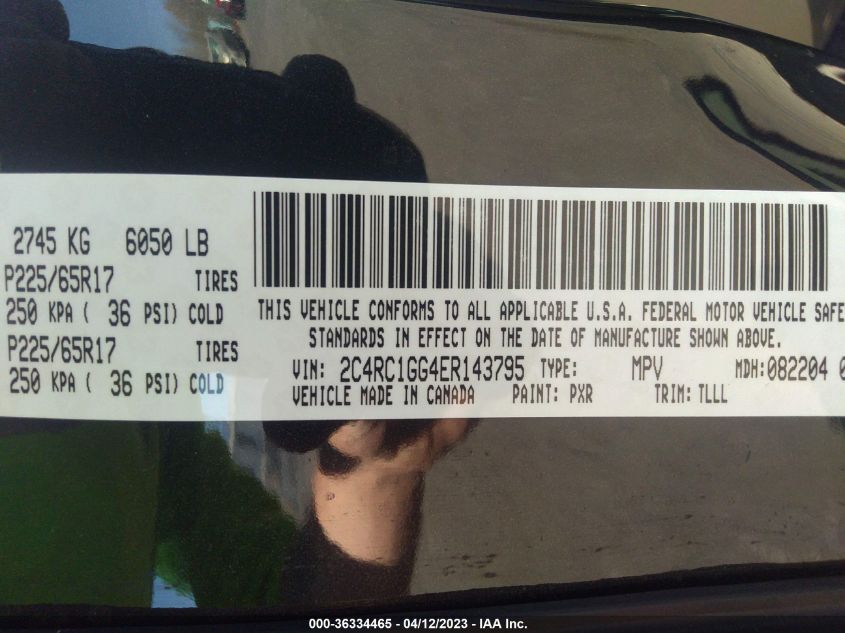 2745 KG 6050 LB
P225/65R17 TIRES
250 KPA ( 36 PSI) COLD
P225/65R17 TIRES
250 KPA ( 36 PSI) COLD
THIS VEHICLE CONFORMS TO ALL APPLICABLE U.S.A. FEDERAL MOTOR VEHICLE SAFE
STANDARDS IN EFFECT ON THE DATE OF MANUFACTURE SHOWN ABOVE.
VIN: 2C4RC1GG4ER143795 TYPE: MPV MDH:082204 0
VEHICLE MADE IN CANADA PAINT: PXR TRIM: TLLL
000-36334465 - 04/12/2023 - IAA Inc.